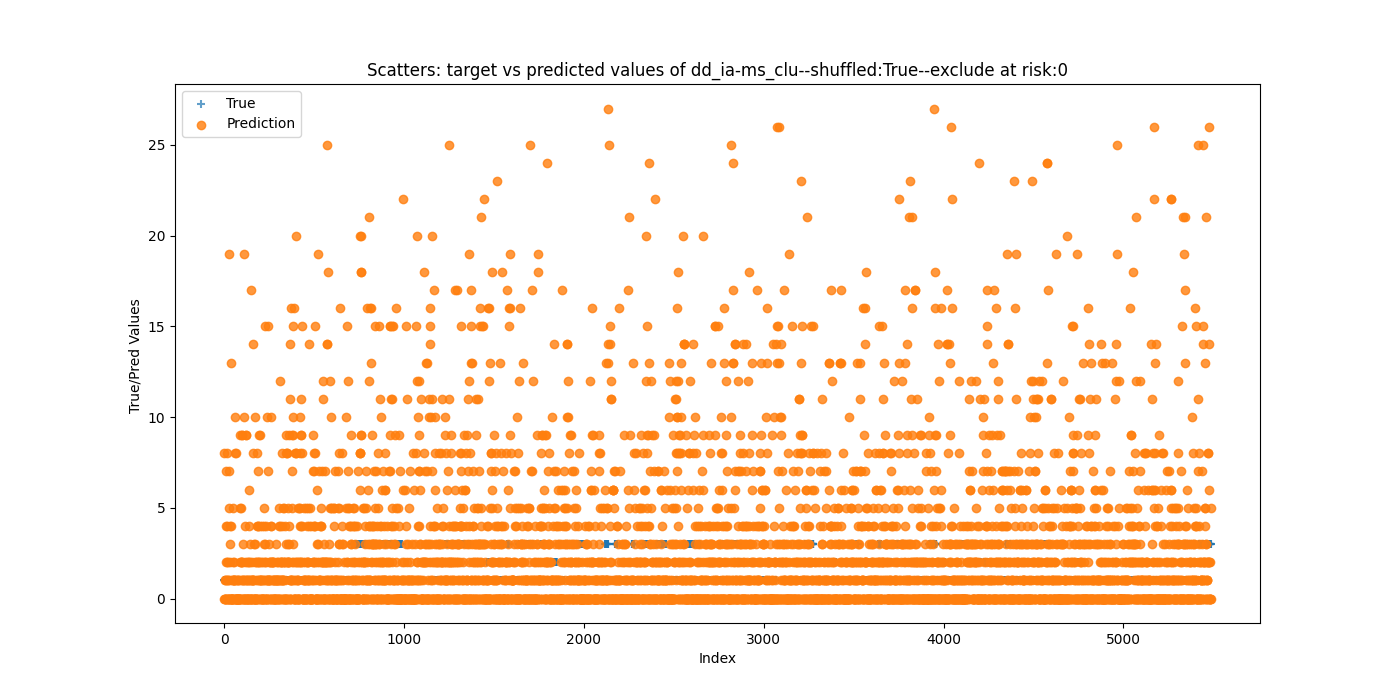 Scatters: target vs predicted values of dd_ia-ms_clu--shuffled:True--exclude at risk:0
True
Prediction
25
20
15
10
5
0
True/Pred Values
0 1000 2000 3000 4000 5000
Index